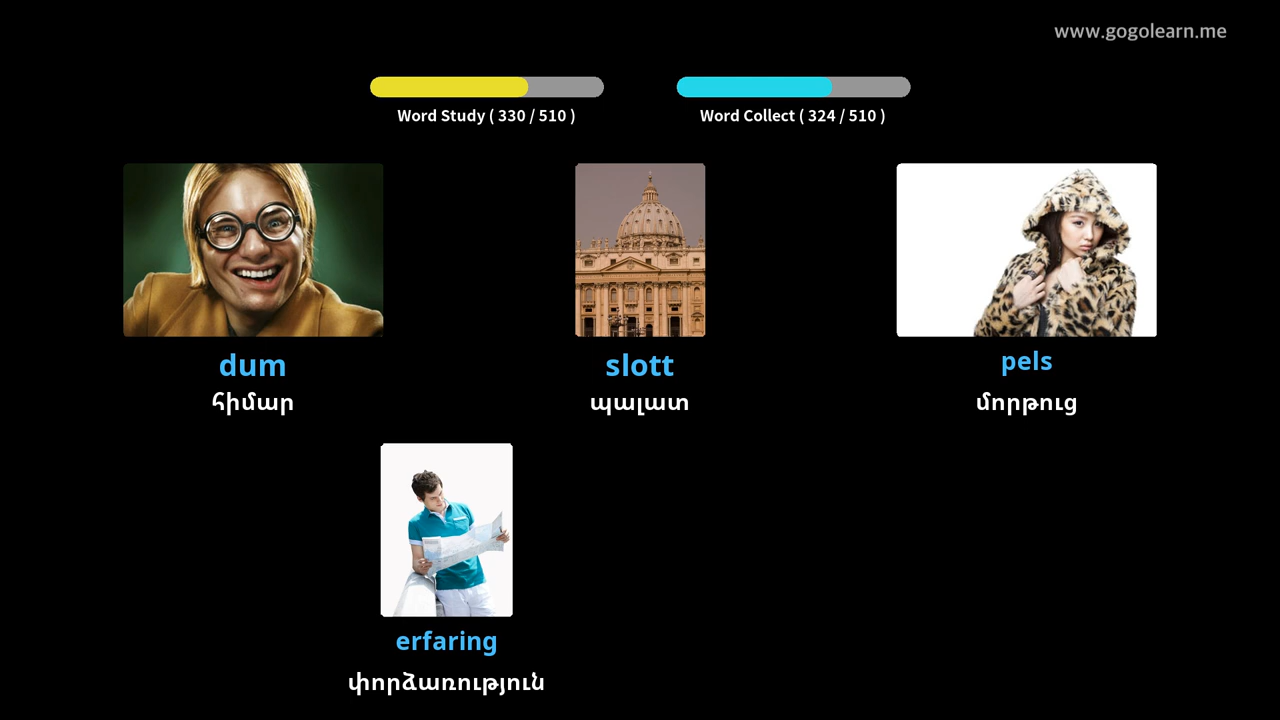 www.gogolearn.me
Word Study ( 330 / 510 )
Word Collect ( 324 / 510 )
dum
հիմար
slott
պալատ
pels
մորթուց
erfaring
փորձառություն